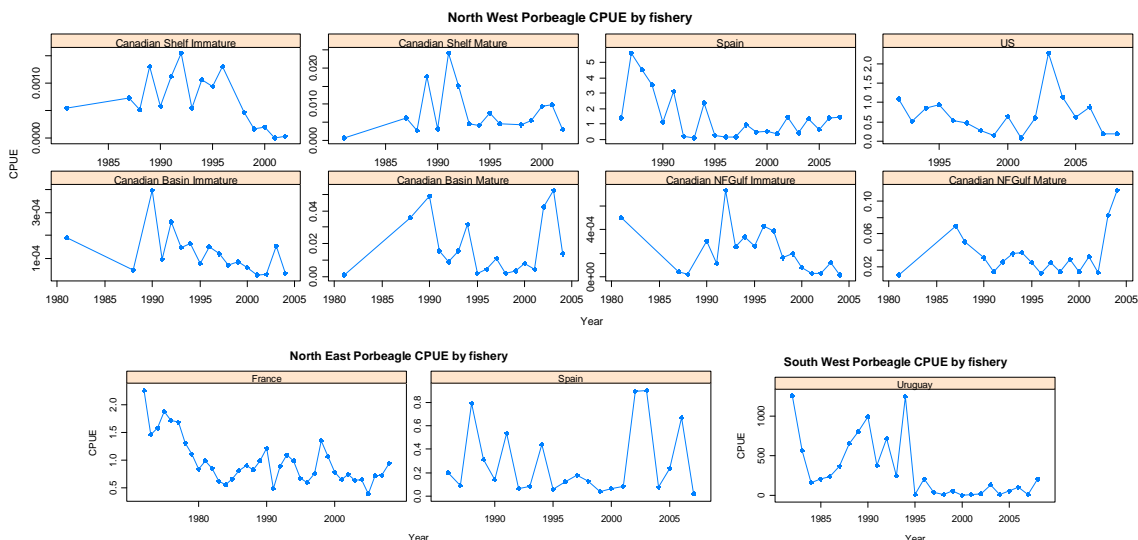 North West Porbeagle CPUE by fishery
Canadian Shelf Immature
Canadian Shelf Mature
Spain
US
0.0000 0.0010
0.000 0.010 0.020
0 1 2 3 4 5
0.0 0.5 1.0 1.5 2.0
1985 1990 1995 2000
1985 1990 1995 2000
1990 1995 2000 2005
1995 2000 2005
CPUE
Canadian Basin Immature
Canadian Basin Mature
Canadian NFGulf Immature
Canadian NFGulf Mature
1e-04 3e-04
0.00 0.02 0.04
0e+00 4e-04
0.02 0.06 0.10
1980 1985 1990 1995 2000 2005
1980 1985 1990 1995 2000 2005
1980 1985 1990 1995 2000 2005
1980 1985 1990 1995 2000 2005
Year
North East Porbeagle CPUE by fishery
France
Spain
CPUE
0.5 1.0 1.5 2.0
0.0 0.2 0.4 0.6 0.8
1980 1990 2000
1990 1995 2000 2005
Year
South West Porbeagle CPUE by fishery
Uruguay
CPUE
0 500 1000
1985 1990 1995 2000 2005
Year